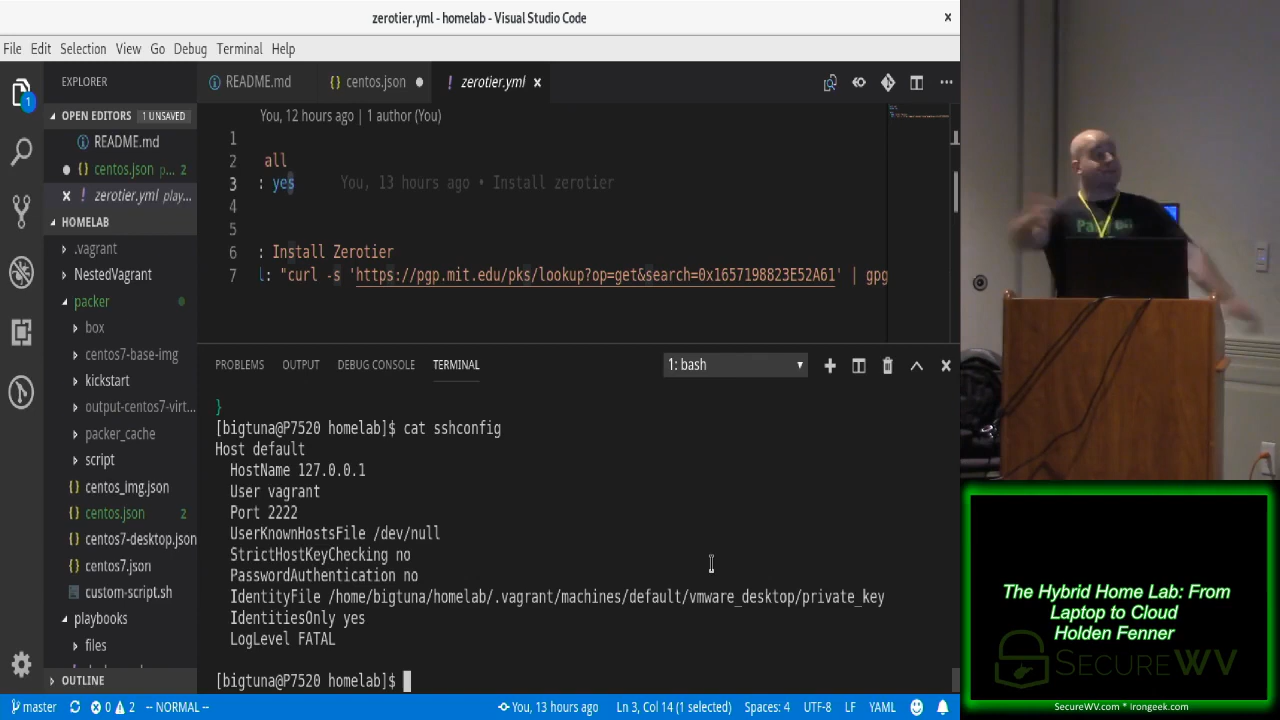 zerotier.yml - homelab - Visual Studio Code
File Edit Selection View Go Debug Terminal Help
EXPLORER
README.md
centos.json
zerotier.yml
OPEN EDITORS 1 UNSAVED
README.md
centos.json p... 2
zerotier.yml play...
HOMELAB
.vagrant
NestedVagrant
packer
box
centos7-base-img
kickstart
output-centos7-virt...
packer_cache
script
centos_img.json
centos.json 2
centos7-desktop.json
centos7.json
custom-script.sh
playbooks
files
OUTLINE
You, 12 hours ago | 1 author (You)
1
2 all
3 : yes You, 13 hours ago • Install zerotier
4
5
6 : Install Zerotier
7 l: "curl -s 'https://pgp.mit.edu/pks/lookup?op=get&search=0x1657198823E52A61' | gpg
PROBLEMS OUTPUT DEBUG CONSOLE TERMINAL 1: bash
}
[bigtuna@P7520 homelab]$ cat sshconfig
Host default
HostName 127.0.0.1
User vagrant
Port 2222
UserKnownHostsFile /dev/null
StrictHostKeyChecking no
PasswordAuthentication no
IdentityFile /home/bigtuna/homelab/.vagrant/machines/default/vmware_desktop/private_key
IdentitiesOnly yes
LogLevel FATAL
[bigtuna@P7520 homelab]$
master 0 2 -- NORMAL -- You, 13 hours ago Ln 3, Col 14 (1 selected) Spaces: 4 UTF-8 LF YAML
The Hybrid Home Lab: From
Laptop to Cloud
Holden Fenner
SECUREWV
SecureWV.com * Irongeek.com